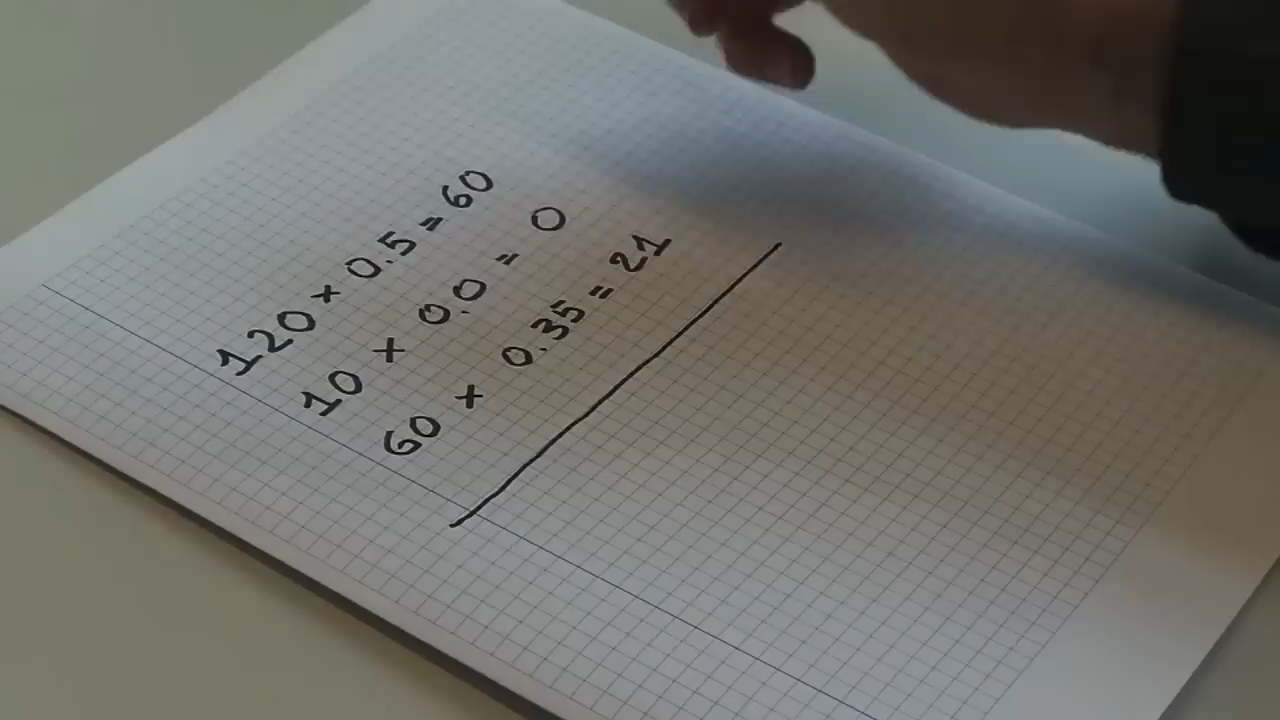 120 × 0.5 = 60
10 × 0.0 = 0
60 × 0.35 = 21